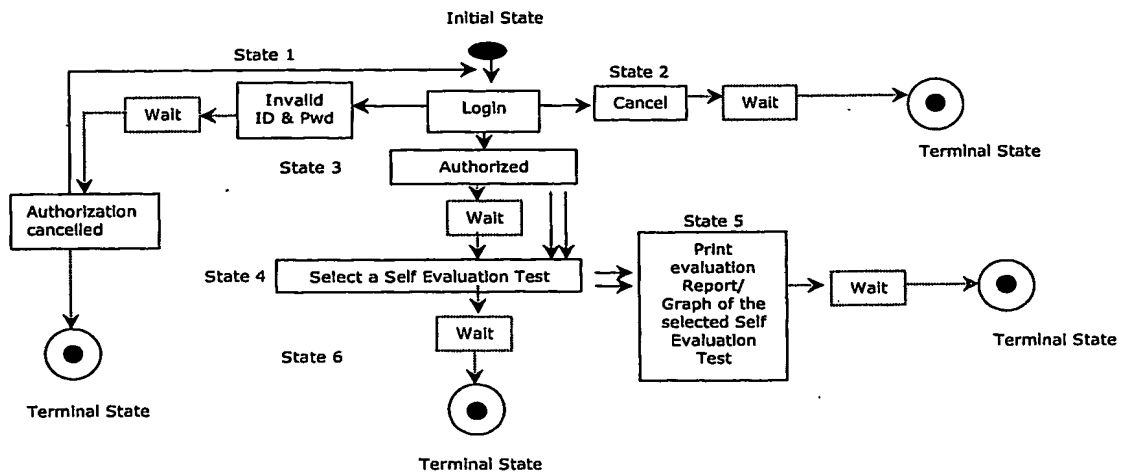 Initial State
State 1
State 2
Wait
Invalid
ID & Pwd
Login
Cancel
Wait
Terminal State
State 3
Authorized
Authorization
cancelled
Wait
State 5
State 4
Select a Self Evaluation Test
Print
evaluation
Report/
Graph of the
selected Self
Evaluation
Test
Wait
Terminal State
Wait
State 6
Terminal State
Terminal State